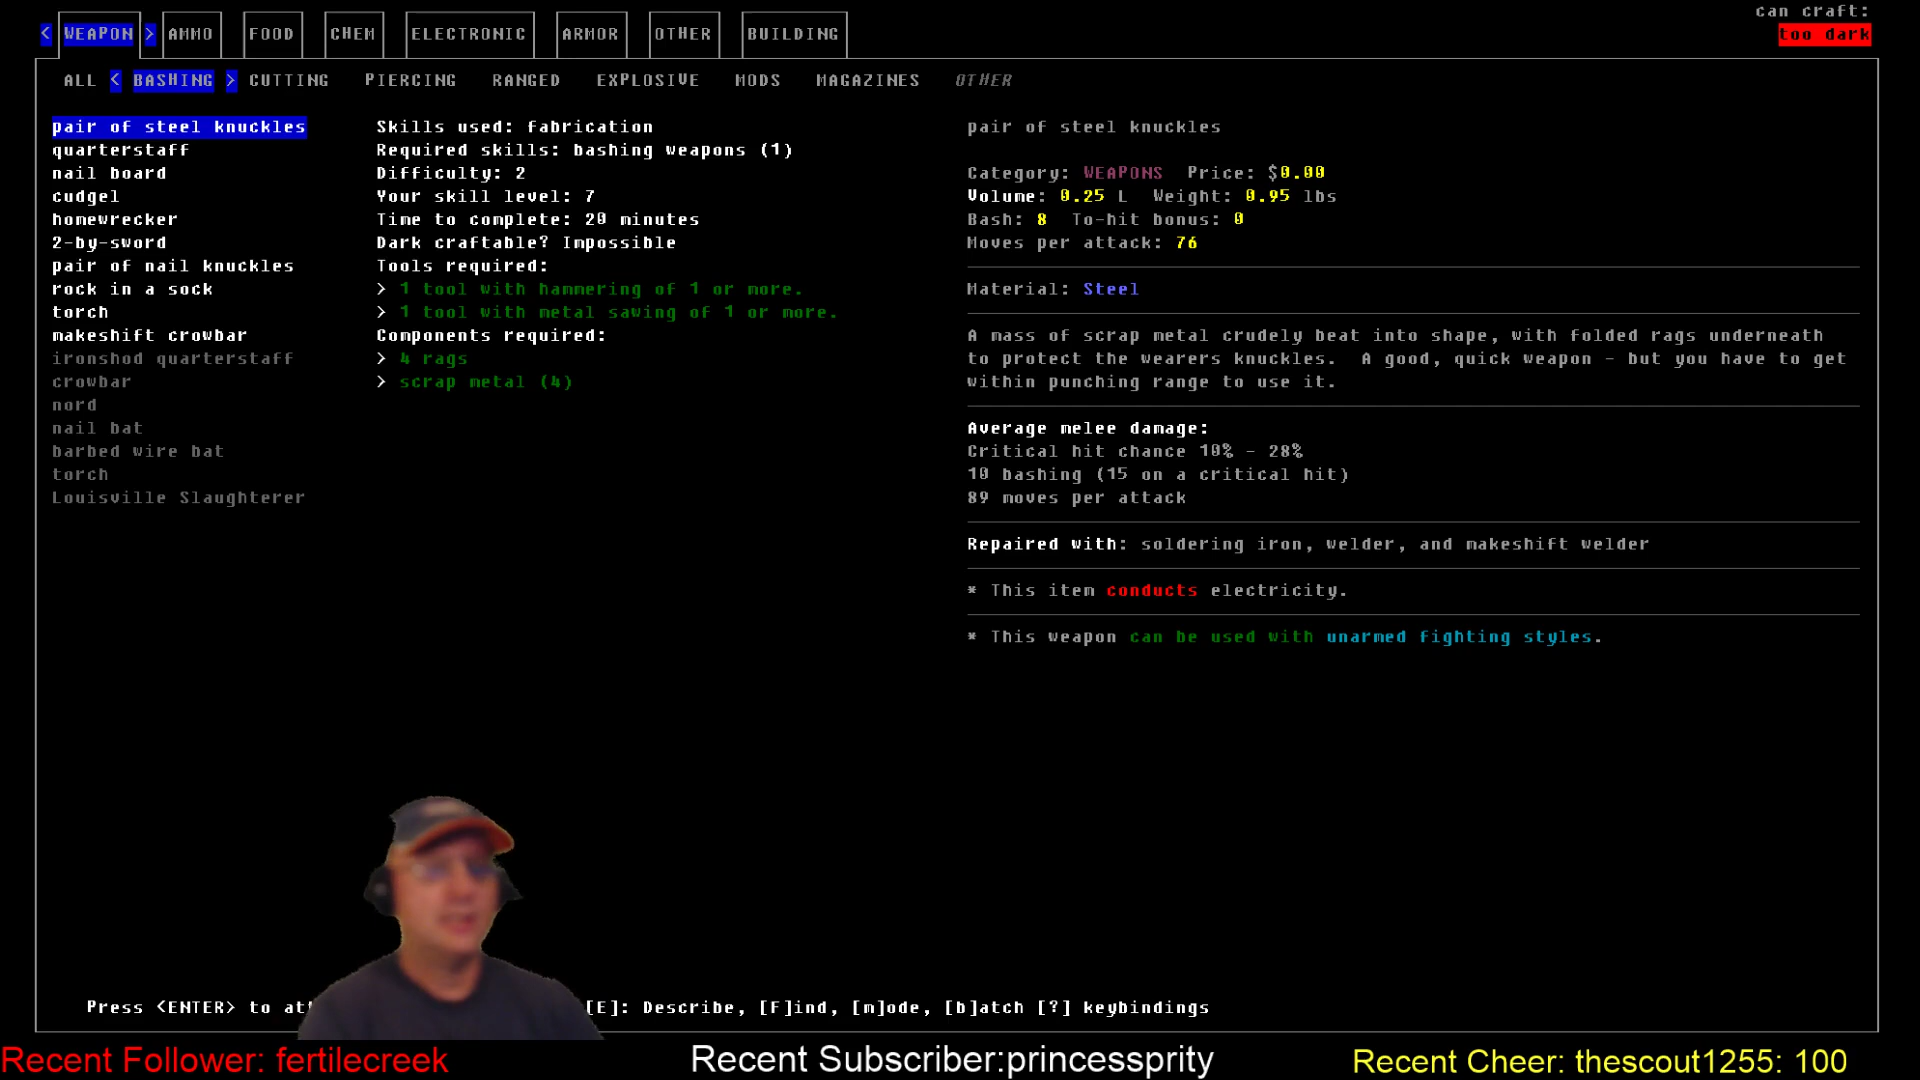 can craft:
< WEAPON > AMMO FOOD CHEM ELECTRONIC ARMOR OTHER BUILDING
too dark
ALL < BASHING > CUTTING PIERCING RANGED EXPLOSIVE MODS MAGAZINES OTHER
pair of steel knuckles
quarterstaff
nail board
cudgel
homewrecker
2-by-sword
pair of nail knuckles
rock in a sock
torch
makeshift crowbar
ironshod quarterstaff
crowbar
nord
nail bat
barbed wire bat
torch
Louisville Slaughterer
Skills used: fabrication
Required skills: bashing weapons (1)
Difficulty: 2
Your skill level: 7
Time to complete: 20 minutes
Dark craftable? Impossible
Tools required:
> 1 tool with hammering of 1 or more.
> 1 tool with metal sawing of 1 or more.
Components required:
> 4 rags
> scrap metal (4)
pair of steel knuckles
Category: WEAPONS Price: $0.00
Volume: 0.25 L Weight: 0.95 lbs
Bash: 8 To-hit bonus: 0
Moves per attack: 76
Material: Steel
A mass of scrap metal crudely beat into shape, with folded rags underneath
to protect the wearers knuckles. A good, quick weapon - but you have to get
within punching range to use it.
Average melee damage:
Critical hit chance 10% - 28%
10 bashing (15 on a critical hit)
89 moves per attack
Repaired with: soldering iron, welder, and makeshift welder
* This item conducts electricity.
* This weapon can be used with unarmed fighting styles.
Press <ENTER> to at [E]: Describe, [F]ind, [m]ode, [b]atch [?] keybindings
Recent Follower: fertilecreek
Recent Subscriber:princessprity
Recent Cheer: thescout1255: 100